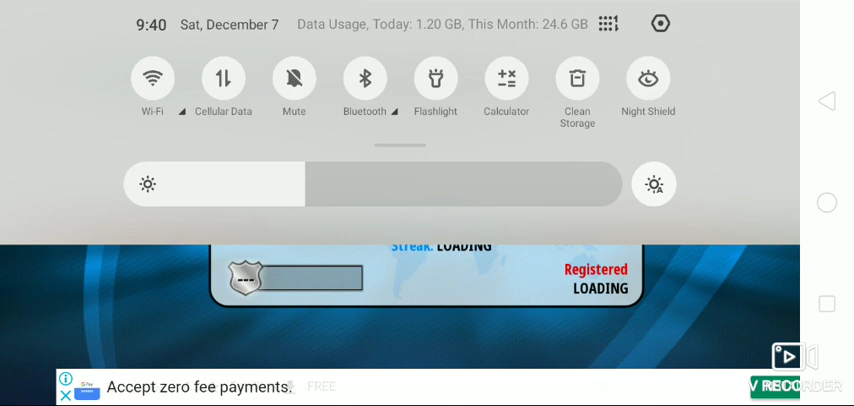 9:40 Sat, December 7 Data Usage, Today: 1.20 GB, This Month: 24.6 GB
Wi-Fi Cellular Data Mute Bluetooth Flashlight Calculator Clean Storage Night Shield
Streak: LOADING
---
Registered
LOADING
Accept zero fee payments. FREE